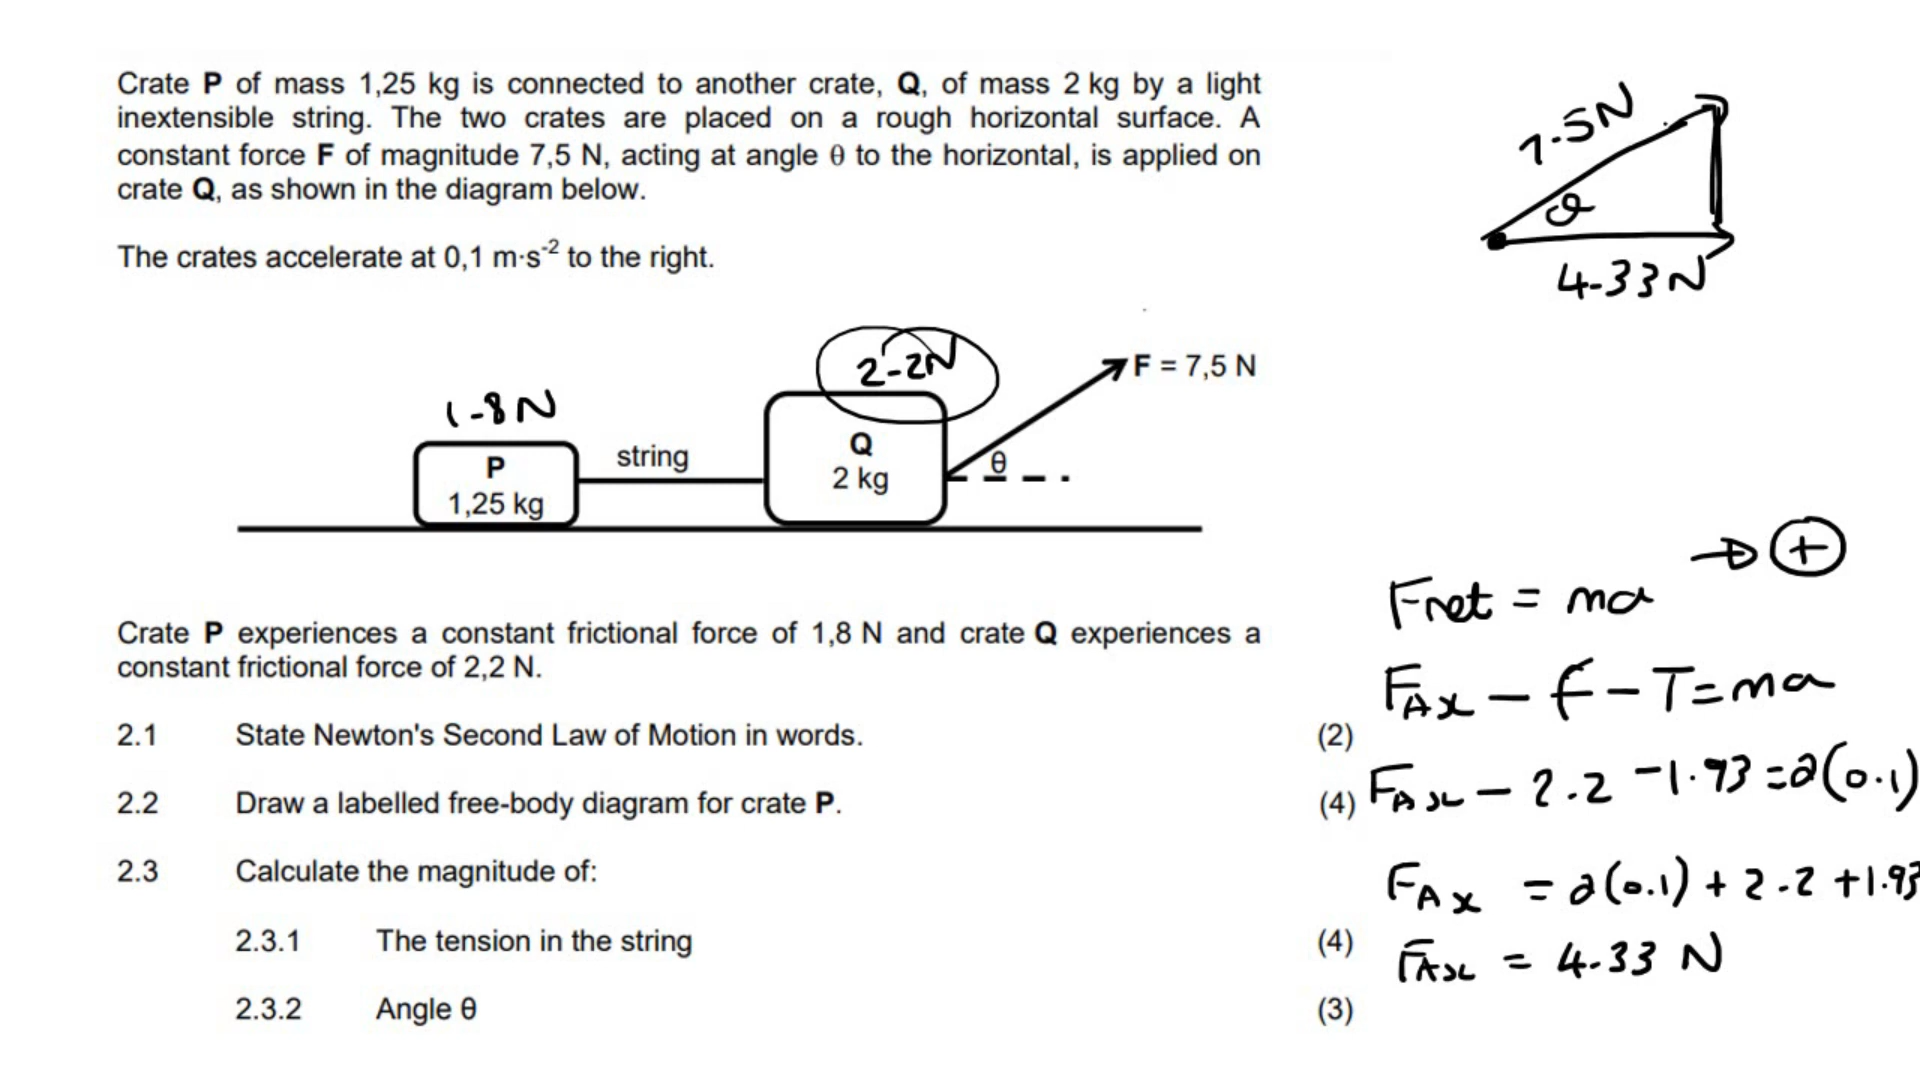 Crate P of mass 1,25 kg is connected to another crate, Q, of mass 2 kg by a light
inextensible string. The two crates are placed on a rough horizontal surface. A
constant force F of magnitude 7,5 N, acting at angle θ to the horizontal, is applied on
crate Q, as shown in the diagram below.
The crates accelerate at 0,1 m·s⁻² to the right.
7.5N
θ
4.33N
2.2N
F = 7,5 N
1.8N
P
1,25 kg
string
Q
2 kg
θ
→ +
Fnet = ma
Crate P experiences a constant frictional force of 1,8 N and crate Q experiences a
constant frictional force of 2,2 N.
FAx - f - T = ma
2.1 State Newton's Second Law of Motion in words. (2)
FAx - 2.2 - 1.93 = 2(0.1)
2.2 Draw a labelled free-body diagram for crate P. (4)
2.3 Calculate the magnitude of:
FAx = 2(0.1) + 2.2 + 1.93
2.3.1 The tension in the string (4)
FAx = 4.33 N
2.3.2 Angle θ (3)